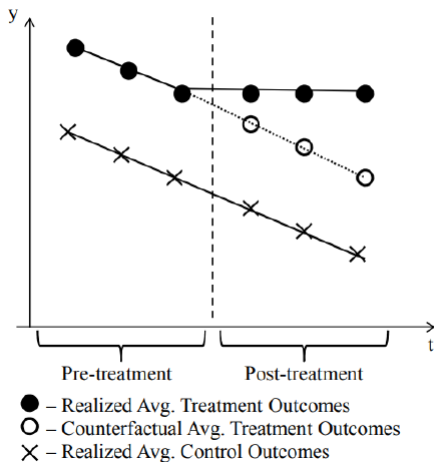 y
t
Pre-treatment Post-treatment
– Realized Avg. Treatment Outcomes
– Counterfactual Avg. Treatment Outcomes
– Realized Avg. Control Outcomes